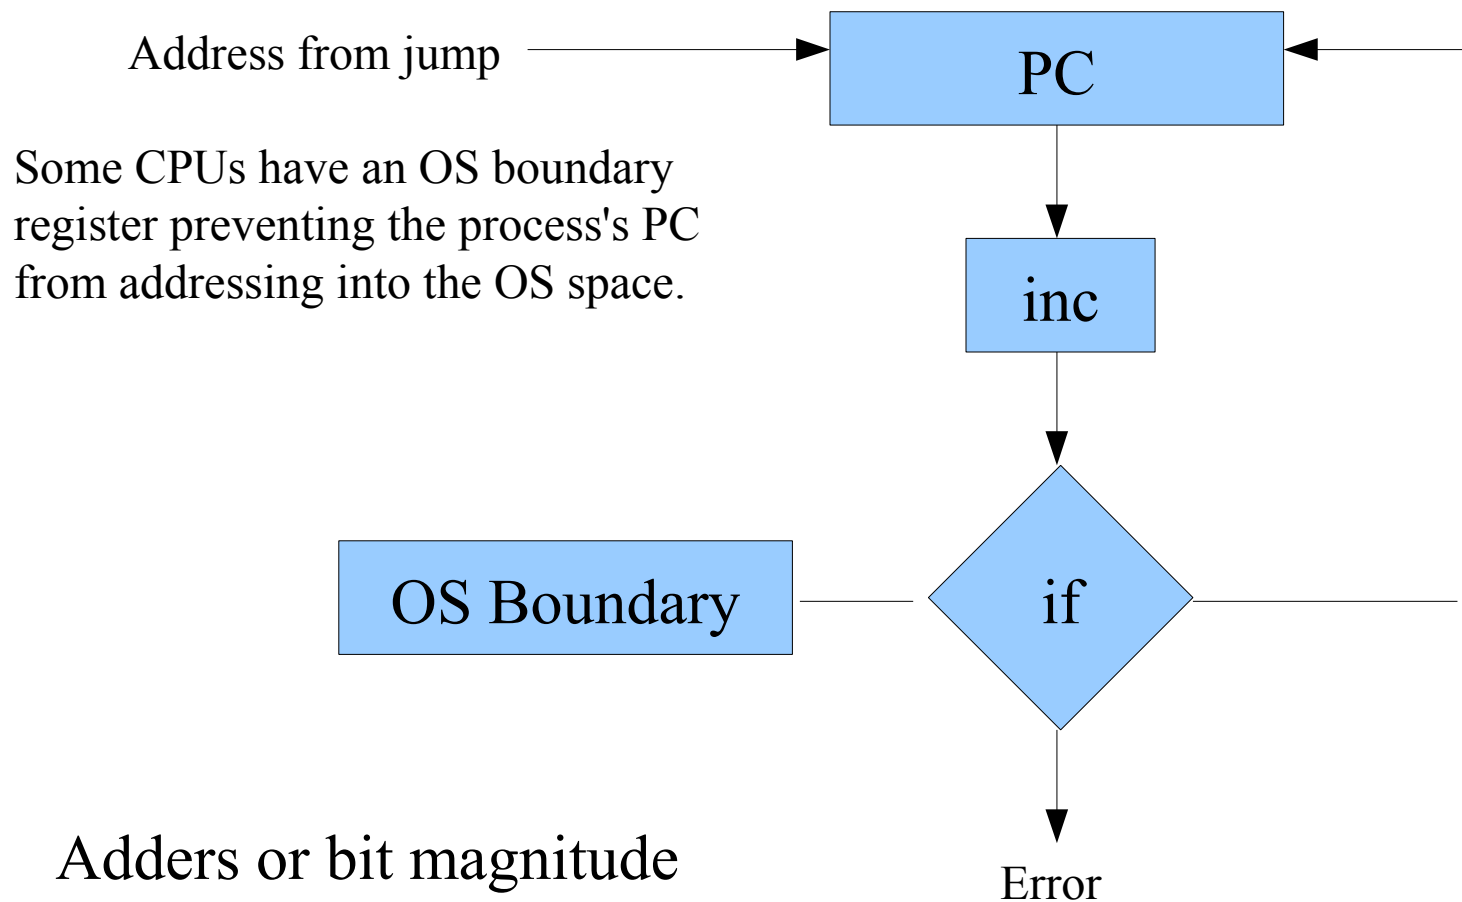 Address from jump
PC
Some CPUs have an OS boundary
register preventing the process's PC
from addressing into the OS space.
inc
OS Boundary
if
Adders or bit magnitude
Error